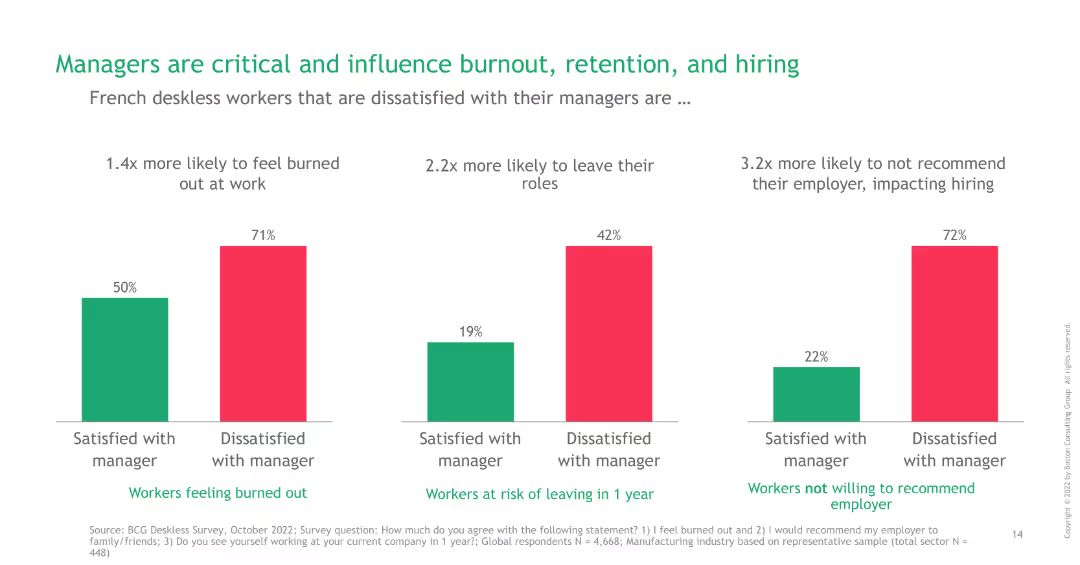 Managers are critical and influence burnout, retention, and hiring
French deskless workers that are dissatisfied with their managers are …
1.4x more likely to feel burned
out at work
71%
50%
Satisfied with
manager
Dissatisfied
with manager
Workers feeling burned out
2.2x more likely to leave their
roles
42%
19%
Satisfied with
manager
Dissatisfied
with manager
Workers at risk of leaving in 1 year
3.2x more likely to not recommend
their employer, impacting hiring
72%
22%
Satisfied with
manager
Dissatisfied
with manager
Workers not willing to recommend
employer
Source: BCG Deskless Survey, October 2022; Survey question: How much do you agree with the following statement? 1) I feel burned out and 2) I would recommend my employer to
family/friends; 3) Do you see yourself working at your current company in 1 year?; Global respondents N = 4,668; Manufacturing industry based on representative sample (total sector N =
448)
14
Copyright © 2022 by Boston Consulting Group. All rights reserved.